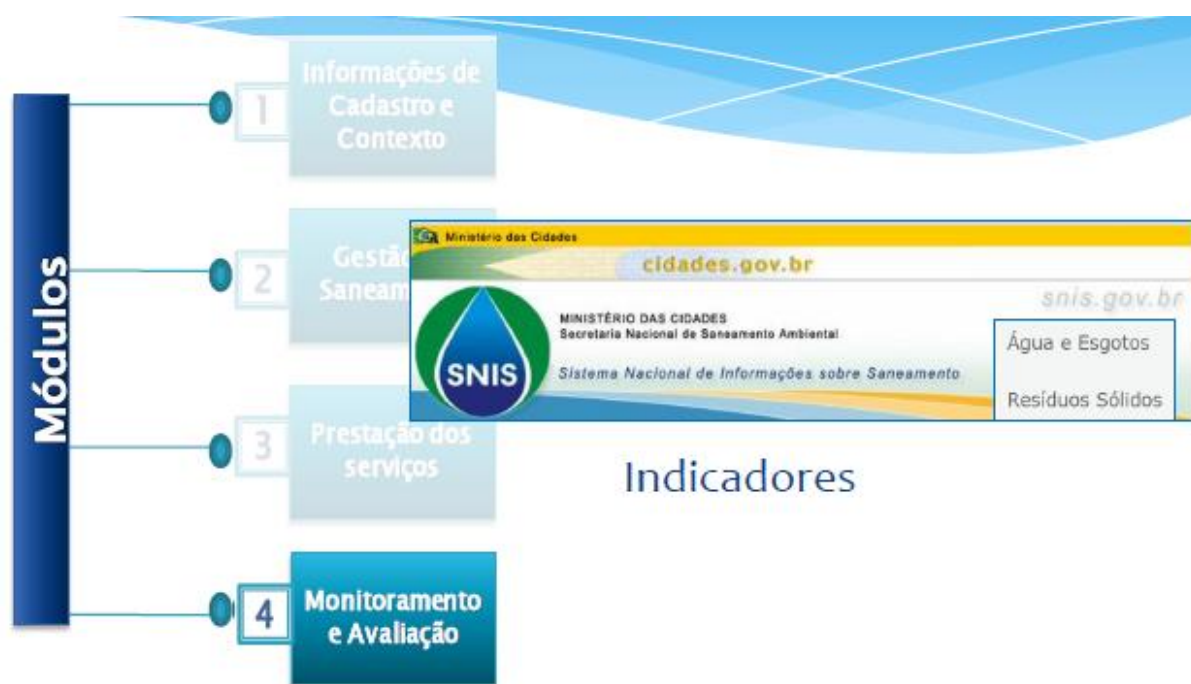 Módulos
1
Informações de
Cadastro e
Contexto
2
Gestão
Saneam
3
Prestação dos
serviços
4
Monitoramento
e Avaliação
Ministério das Cidades
cidades.gov.br
snis.gov.br
MINISTÉRIO DAS CIDADES
Secretaria Nacional de Saneamento Ambiental
SNIS
Sistema Nacional de Informações sobre Saneamento
Água e Esgotos
Resíduos Sólidos
Indicadores